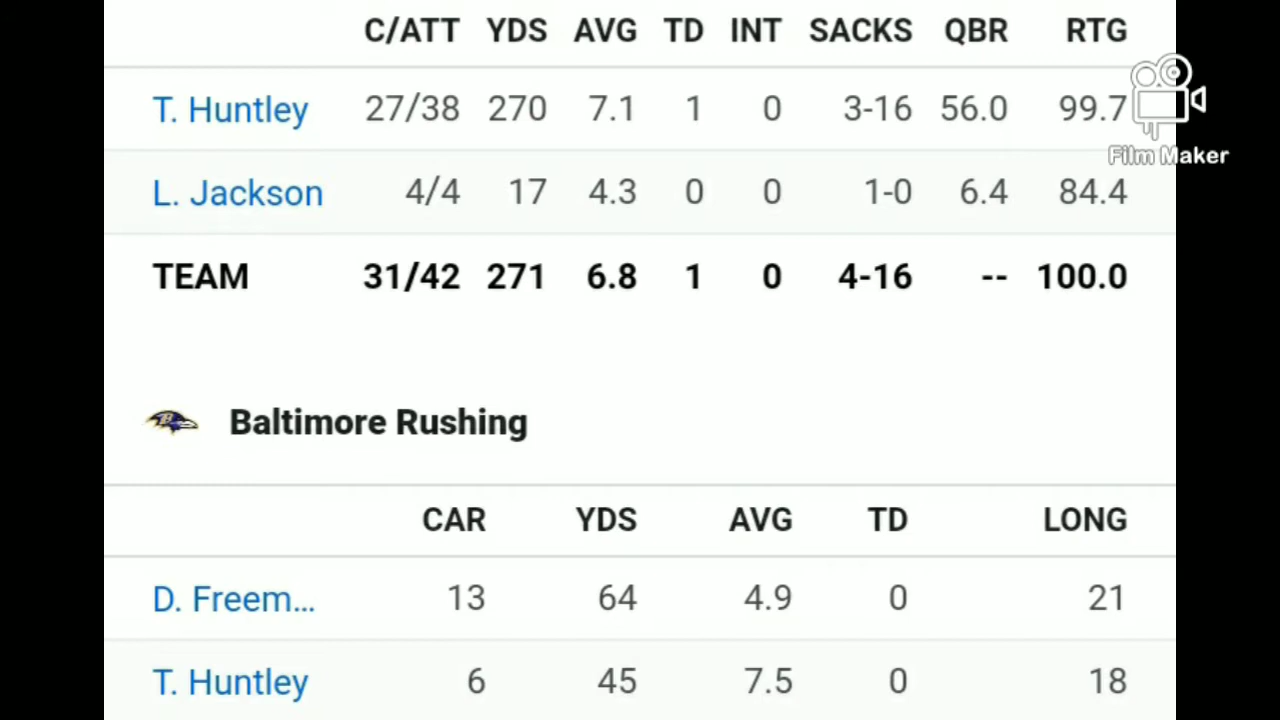 C/ATT YDS AVG TD INT SACKS QBR RTG
T. Huntley 27/38 270 7.1 1 0 3-16 56.0 99.7
Film Maker
L. Jackson 4/4 17 4.3 0 0 1-0 6.4 84.4
TEAM 31/42 271 6.8 1 0 4-16 -- 100.0
Baltimore Rushing
CAR YDS AVG TD LONG
D. Freem... 13 64 4.9 0 21
T. Huntley 6 45 7.5 0 18